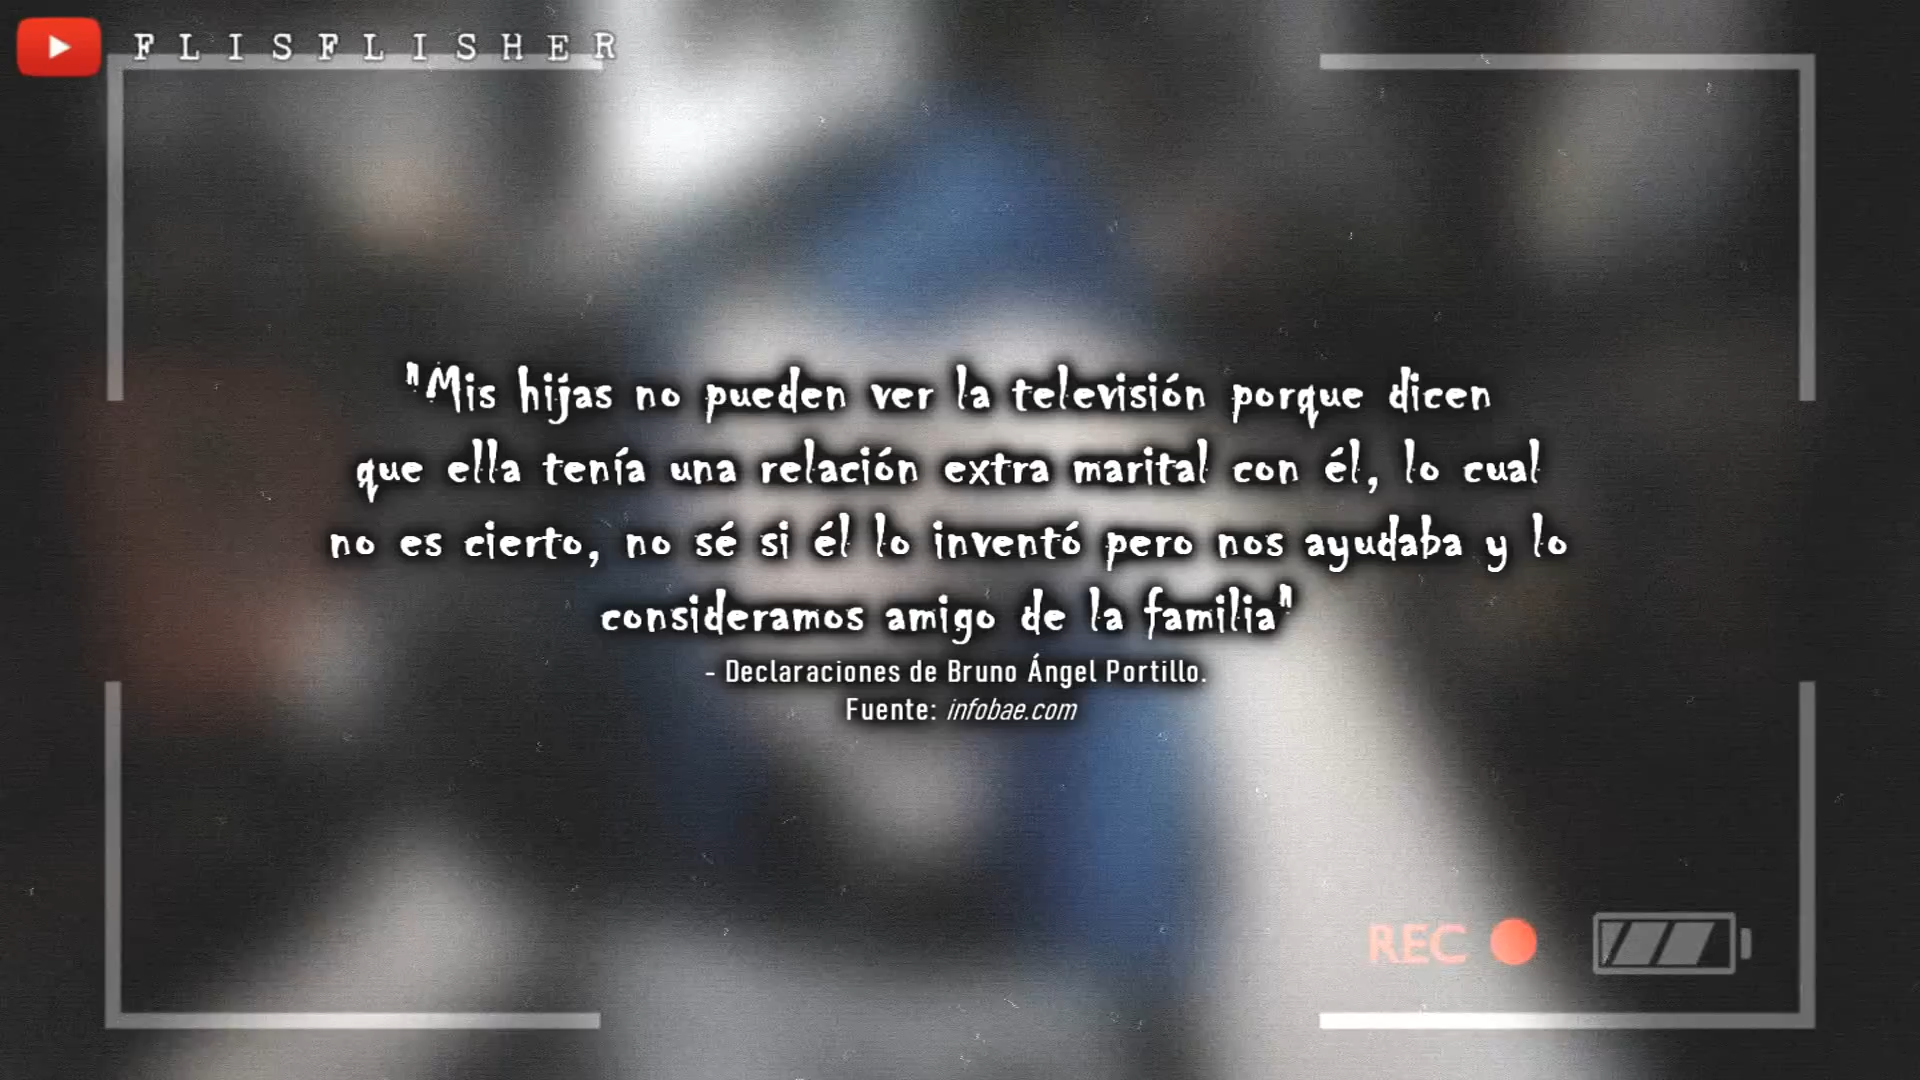 FLISFLISHER
"Mis hijas no pueden ver la televisión porque dicen
que ella tenía una relación extra marital con él, lo cual
no es cierto, no sé si él lo inventó pero nos ayudaba y lo
consideramos amigo de la familia"
- Declaraciones de Bruno Ángel Portillo.
Fuente: infobae.com
REC